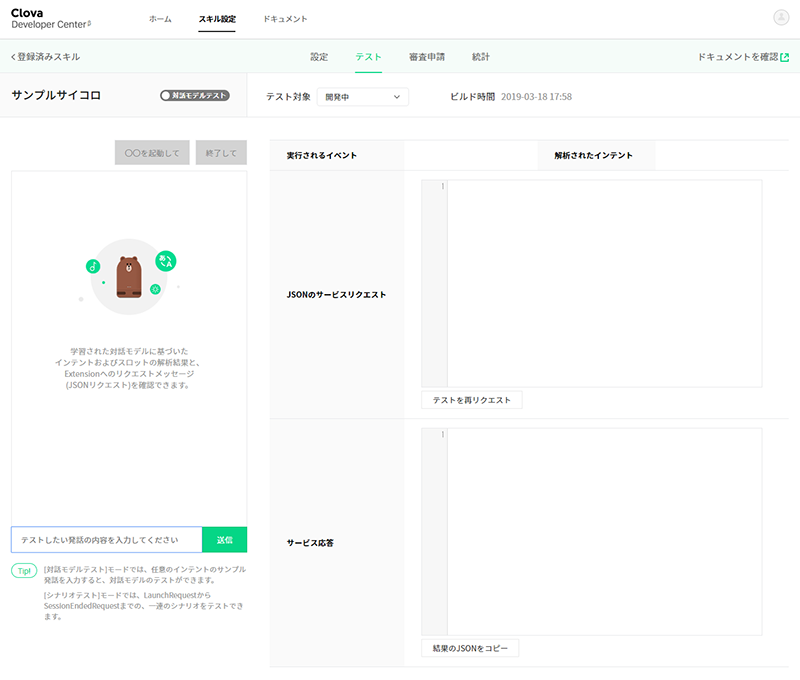 Clova
Developer Center β
ホーム
スキル設定
ドキュメント
<登録済みスキル
設定
テスト
審査申請
統計
ドキュメントを確認
サンプルサイコロ
対話モデルテスト
テスト対象
開発中
ビルド時間 2019-03-18 17:58
〇〇を起動して
終了して
実行されるイベント
解析されたインテント
あ
A
学習された対話モデルに基づいた
インテントおよびスロットの解析結果と、
Extensionへのリクエストメッセージ
(JSONリクエスト)を確認できます。
JSONのサービスリクエスト
1
テストを再リクエスト
テストしたい発話の内容を入力してください
送信
Tip!
[対話モデルテスト]モードでは、任意のインテントのサンプル
発話を入力すると、対話モデルのテストができます。
[シナリオテスト]モードでは、LaunchRequestから
SessionEndedRequestまでの、一連のシナリオをテストでき
ます。
サービス応答
1
結果のJSONをコピー